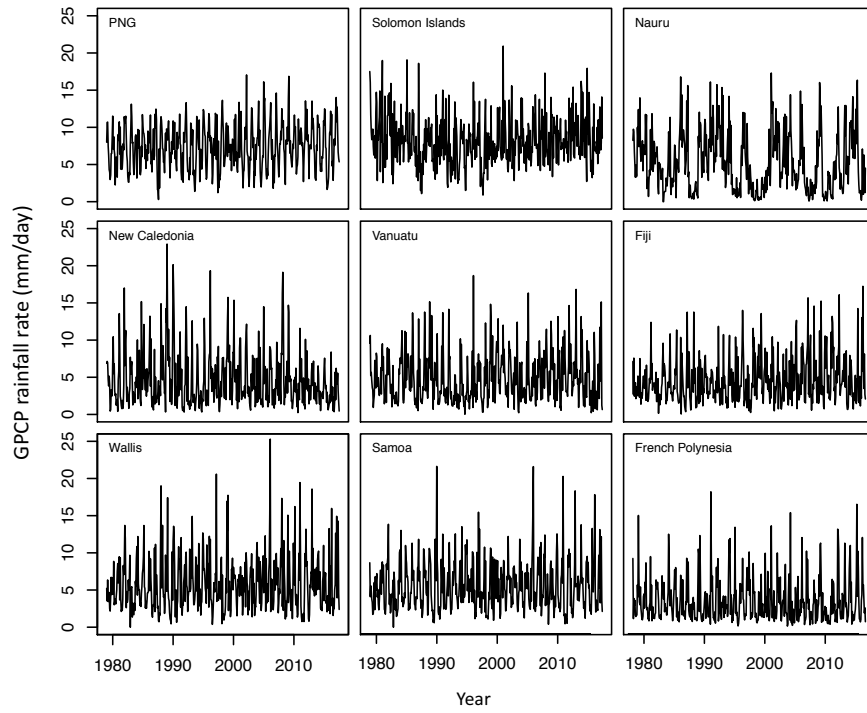 PNG
Solomon Islands
Nauru
25
20
15
10
5
0
New Caledonia
Vanuatu
Fiji
25
20
15
10
5
0
Wallis
Samoa
French Polynesia
25
20
15
10
5
0
GPCP rainfall rate (mm/day)
1980 1990 2000 2010
1980 1990 2000 2010
1980 1990 2000 2010
Year